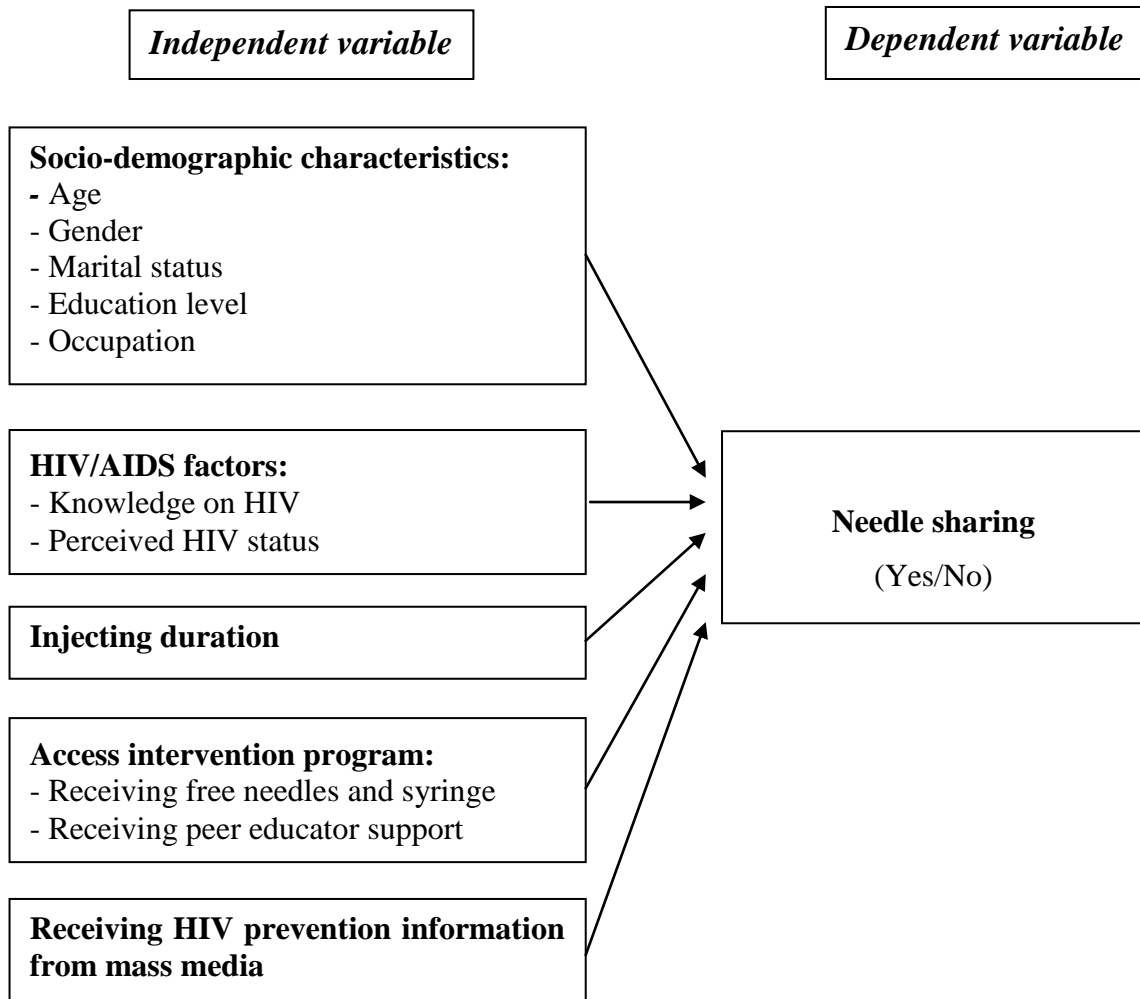 Independent variable
Dependent variable
Socio-demographic characteristics:
- Age
- Gender
- Marital status
- Education level
- Occupation
HIV/AIDS factors:
- Knowledge on HIV
- Perceived HIV status
Injecting duration
Access intervention program:
- Receiving free needles and syringe
- Receiving peer educator support
Receiving HIV prevention information
from mass media
Needle sharing
(Yes/No)